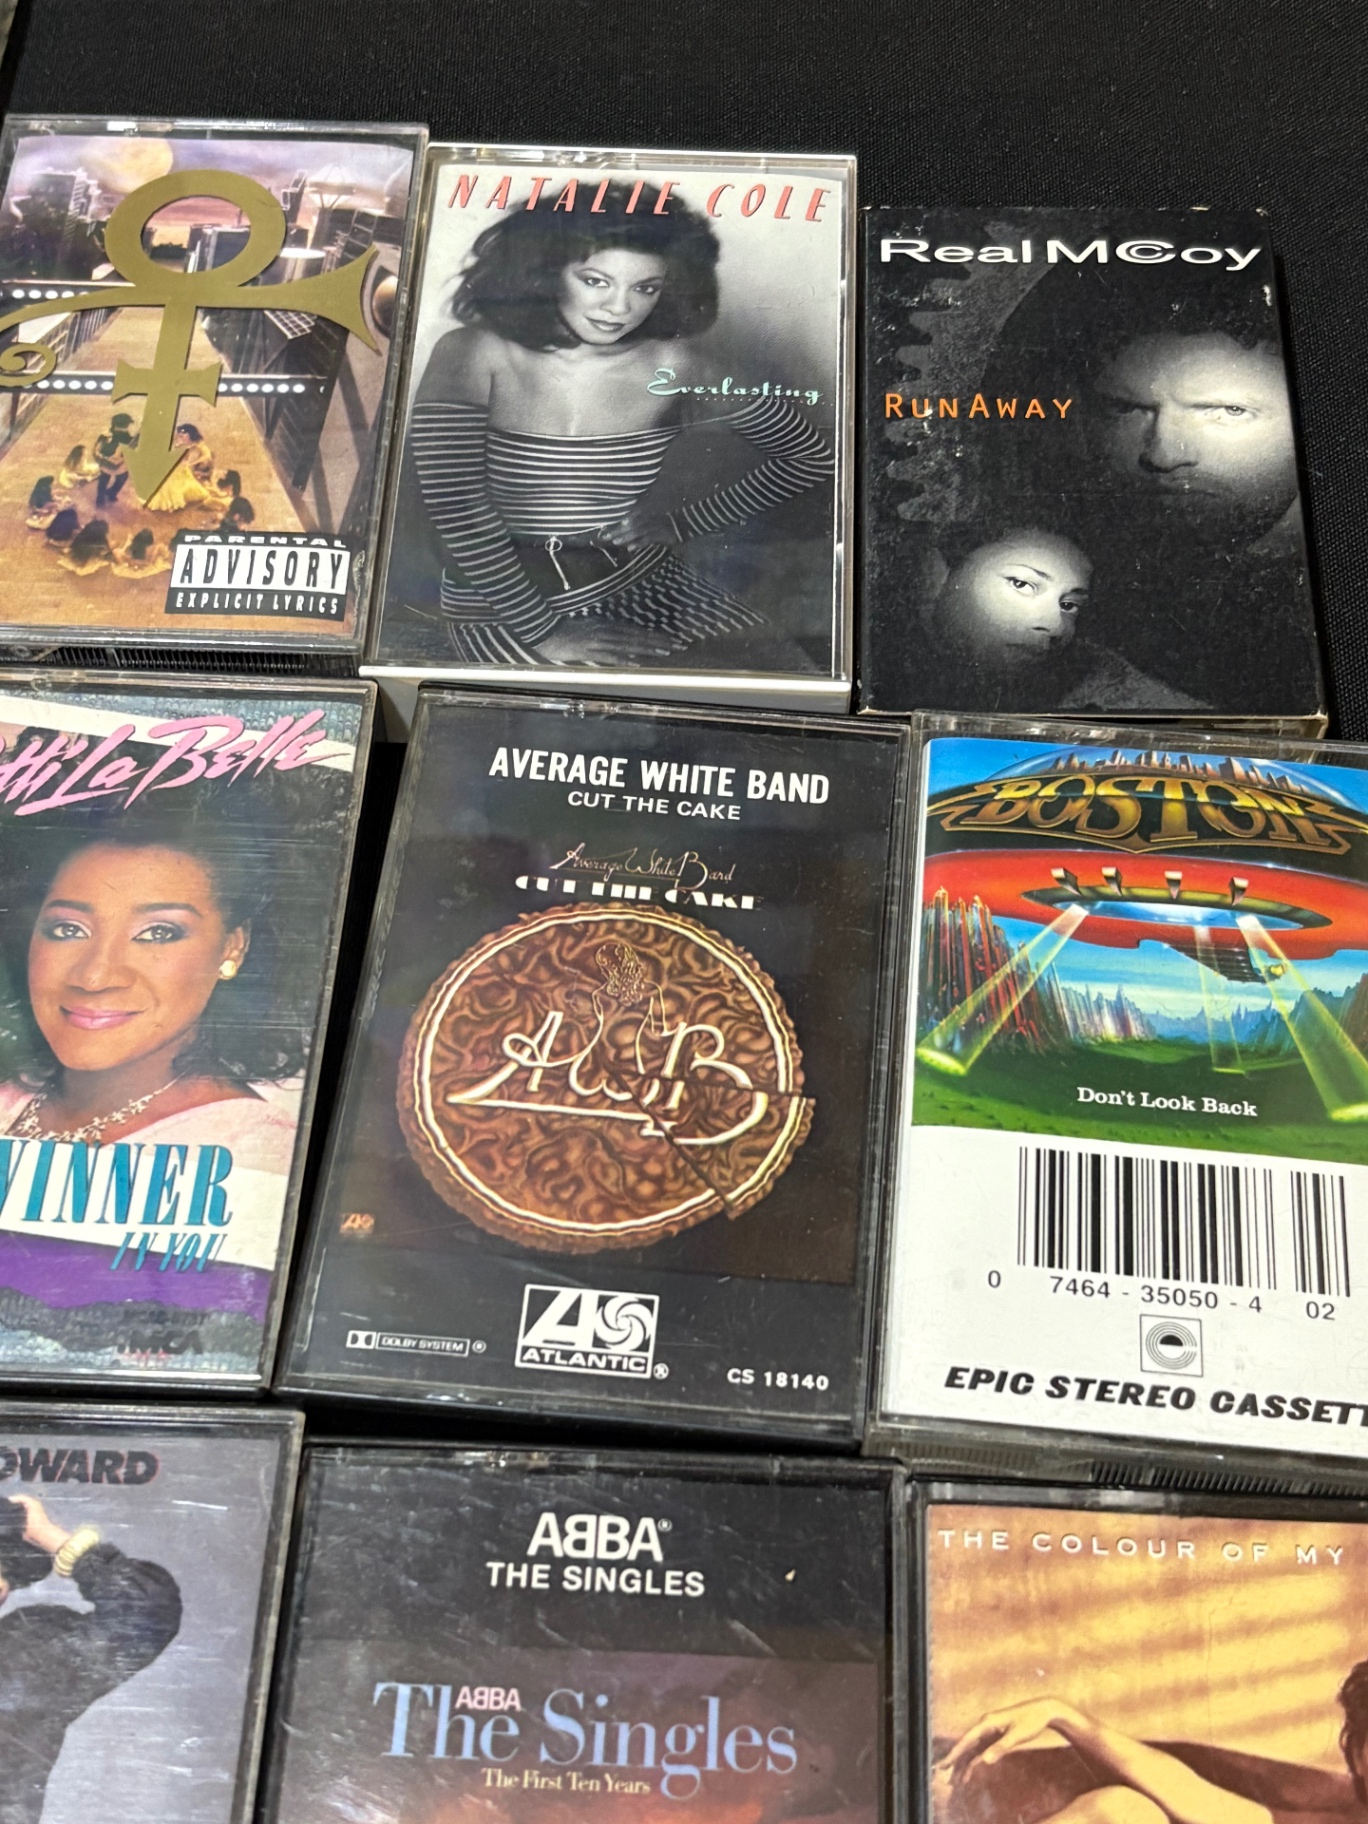 PARENTAL
ADVISORY
EXPLICIT LYRICS
NATALIE COLE
Everlasting
Real McCoy
RUNAWAY
LaBelle
WINNER
IN YOU
MCA
AVERAGE WHITE BAND
CUT THE CAKE
Average White Band
CUT THE CAKE
AWB
DOLBY SYSTEM ®
ATLANTIC ®
CS 18140
BOSTON
Don't Look Back
0 7464 - 35050 - 4 02
EPIC STEREO CASSETT
OWARD
ABBA®
THE SINGLES
ABBA
The Singles
The First Ten Years
THE COLOUR OF MY